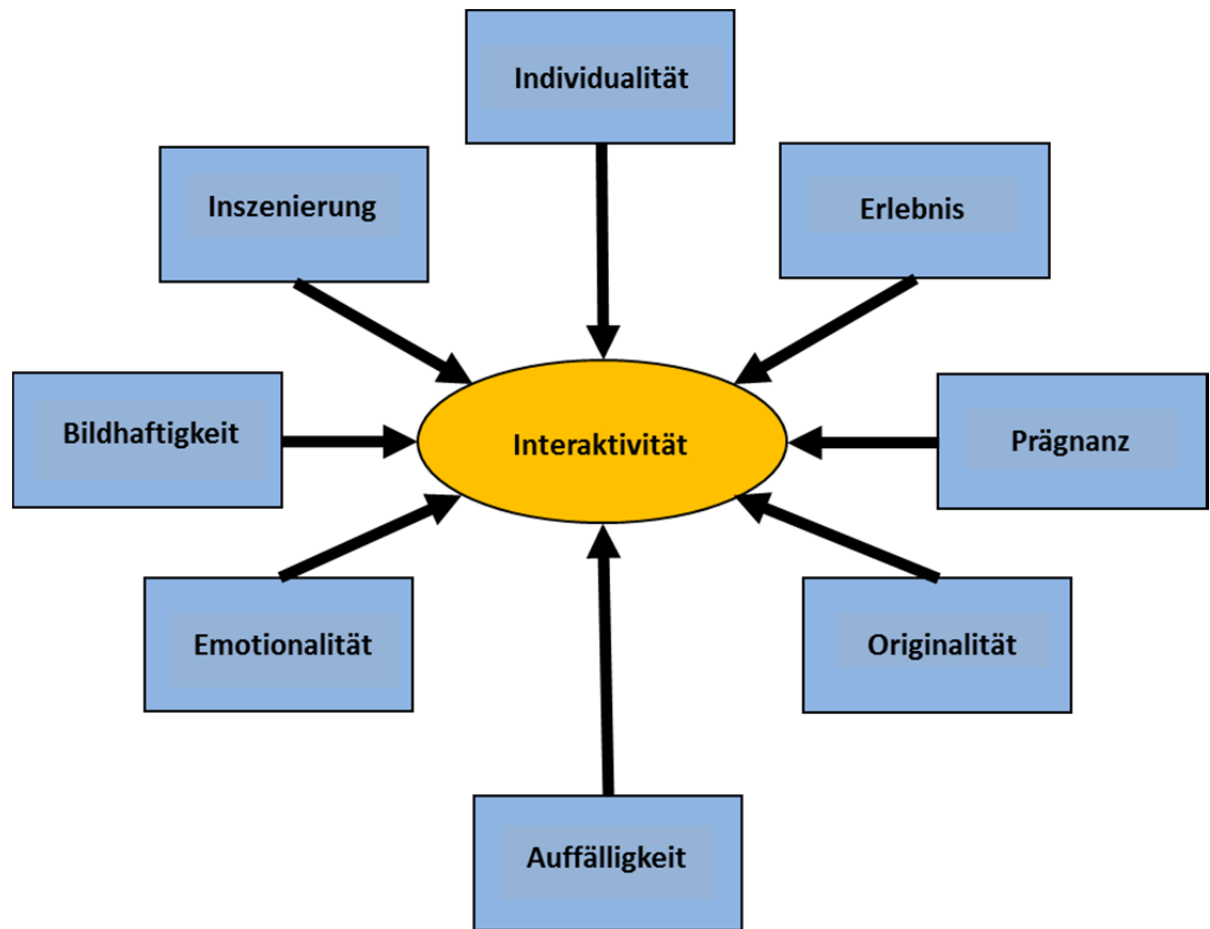 Individualität
Inszenierung
Erlebnis
Bildhaftigkeit
Interaktivität
Prägnanz
Emotionalität
Originalität
Auffälligkeit